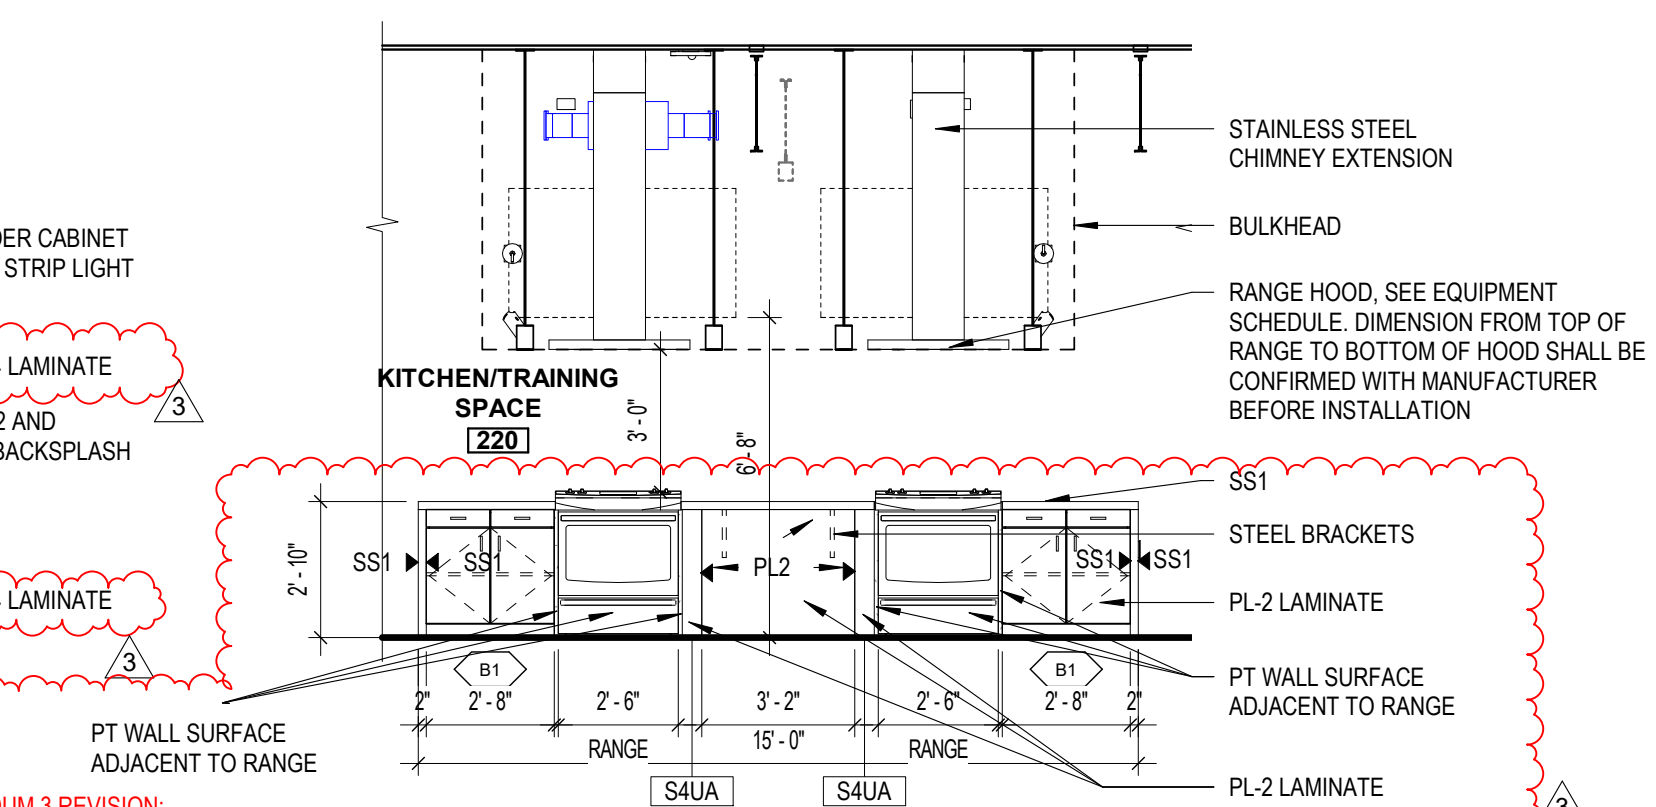 STAINLESS STEEL
CHIMNEY EXTENSION
BULKHEAD
DER CABINET
STRIP LIGHT
RANGE HOOD, SEE EQUIPMENT
SCHEDULE. DIMENSION FROM TOP OF
RANGE TO BOTTOM OF HOOD SHALL BE
CONFIRMED WITH MANUFACTURER
BEFORE INSTALLATION
LAMINATE
3
2 AND
BACKSPLASH
KITCHEN/TRAINING
SPACE
220
3' - 0"
6' - 8"
SS1
STEEL BRACKETS
2' - 10"
SS1
SS1
PL2
SS1
SS1
PL-2 LAMINATE
LAMINATE
3
B1
B1
PT WALL SURFACE
ADJACENT TO RANGE
2"
2' - 8"
2' - 6"
3' - 2"
2' - 6"
2' - 8"
2"
PT WALL SURFACE
ADJACENT TO RANGE
RANGE
15' - 0"
RANGE
S4UA
S4UA
PL-2 LAMINATE
3
UM 3 REVISION: